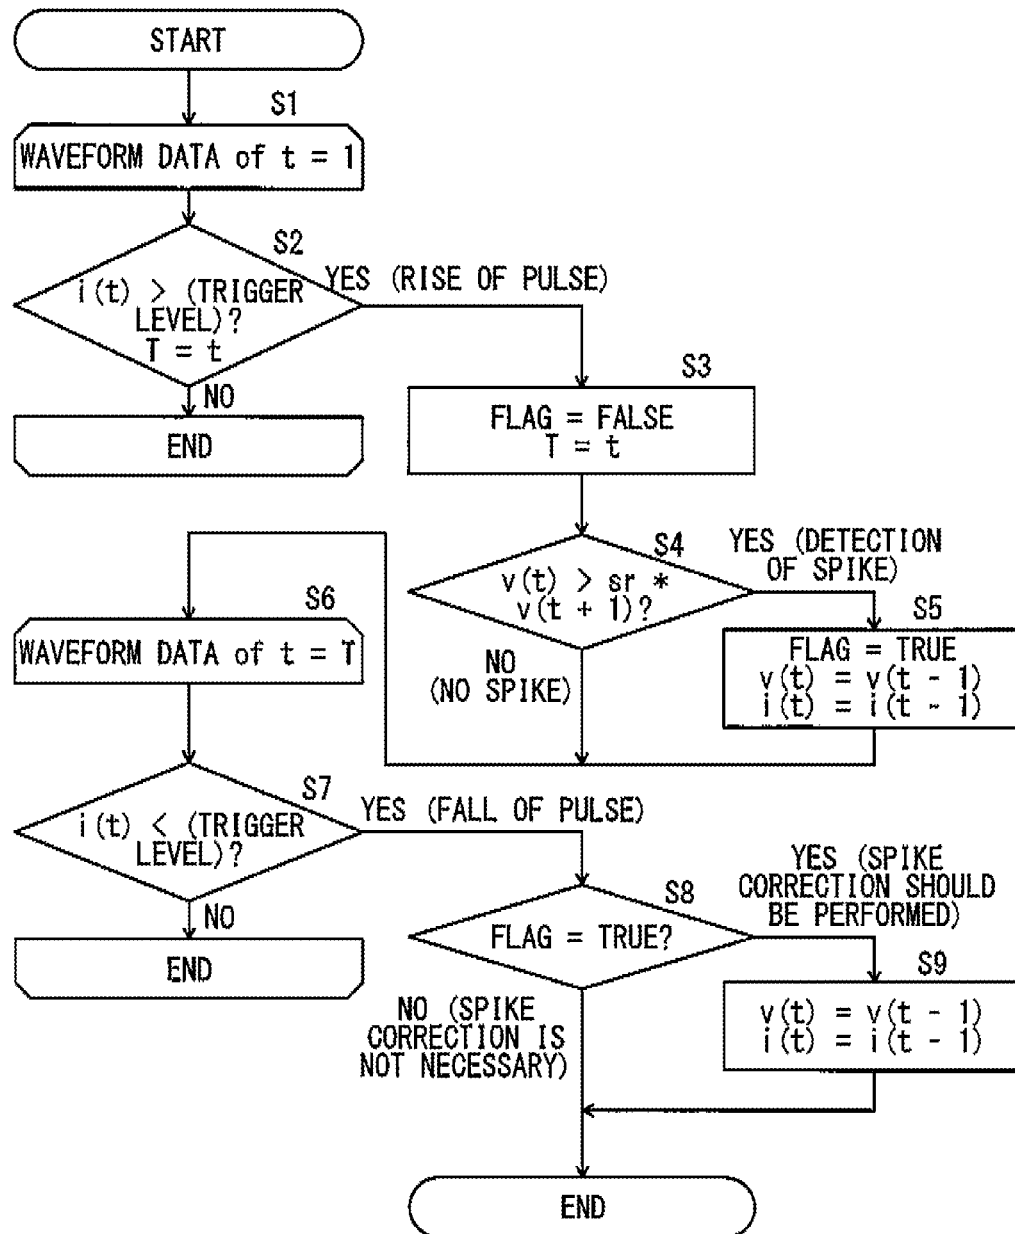 START
S1
WAVEFORM DATA of t = 1
S2
i(t) > (TRIGGER
LEVEL)?
T = t
YES (RISE OF PULSE)
NO
END
S3
FLAG = FALSE
T = t
S4
v(t) > sr *
v(t + 1)?
YES (DETECTION
OF SPIKE)
S5
FLAG = TRUE
v(t) = v(t - 1)
i(t) = i(t - 1)
NO
(NO SPIKE)
S6
WAVEFORM DATA of t = T
S7
i(t) < (TRIGGER
LEVEL)?
YES (FALL OF PULSE)
NO
END
S8
FLAG = TRUE?
YES (SPIKE
CORRECTION SHOULD
BE PERFORMED)
S9
v(t) = v(t - 1)
i(t) = i(t - 1)
NO (SPIKE
CORRECTION IS
NOT NECESSARY)
END